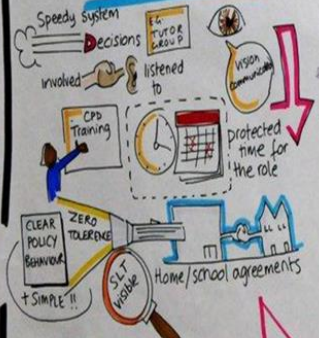 Speedy System
Decisions
EG
TUTOR
GROUP
involved
listened
to
vision
communicated
CPD
Training
protected
time for
the role
CLEAR
POLICY
BEHAVIOUR
+ SIMPLE !!
ZERO
TOLERENCE
SLT
visible
Home/school agreements